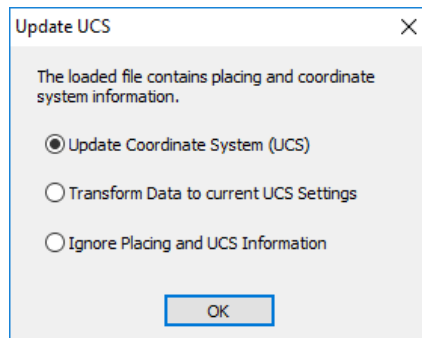 Update UCS
The loaded file contains placing and coordinate
system information.
Update Coordinate System (UCS)
Transform Data to current UCS Settings
Ignore Placing and UCS Information
OK